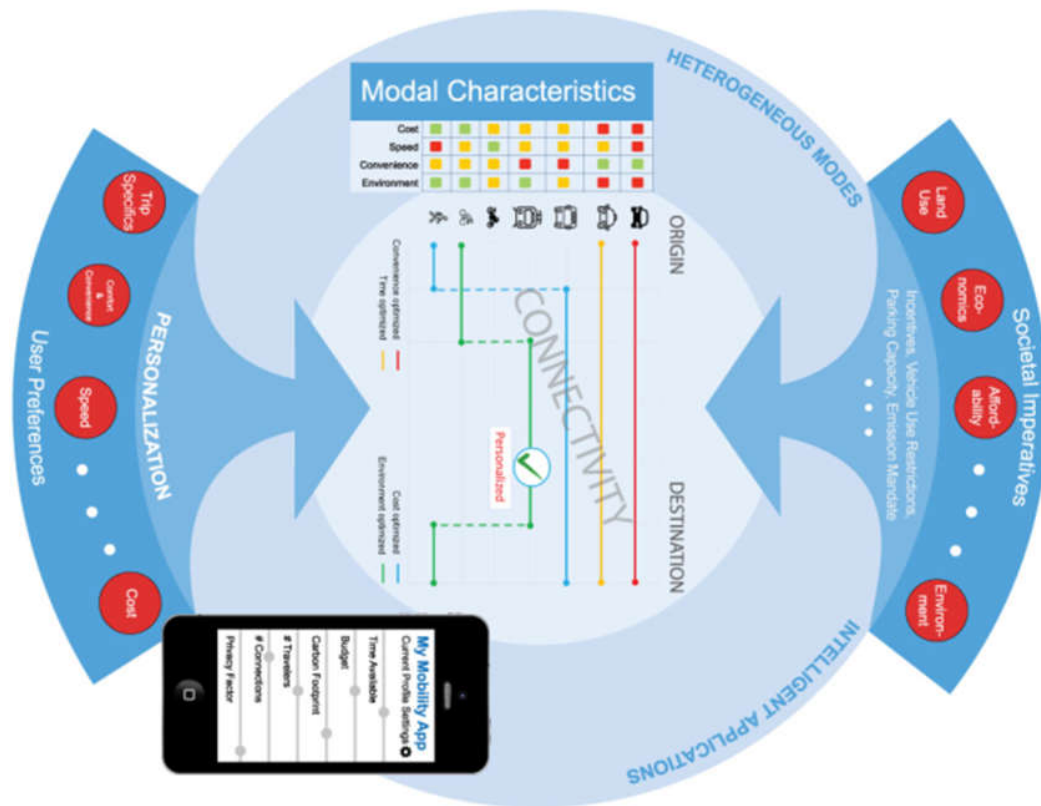 HETEROGENEOUS MODES
Modal Characteristics
Cost
Speed
Convenience
Environment
ORIGIN
DESTINATION
CONNECTIVITY
Personalized
Convenience optimized
Time optimized
Cost optimized
Environment optimized
Societal Imperatives
Land
Use
Eco-
nomics
Afford-
ability
Environ-
ment
Incentives, Vehicle Use Restrictions,
Parking Capacity, Emission Mandate
INTELLIGENT APPLICATIONS
PERSONALIZATION
User Preferences
Trip
Specifics
Comfort
&
Convenience
Speed
Cost
My Mobility App
Current Profile Settings
Time Available
Budget
Carbon Footprint
# Travelers
# Connections
Privacy Factor